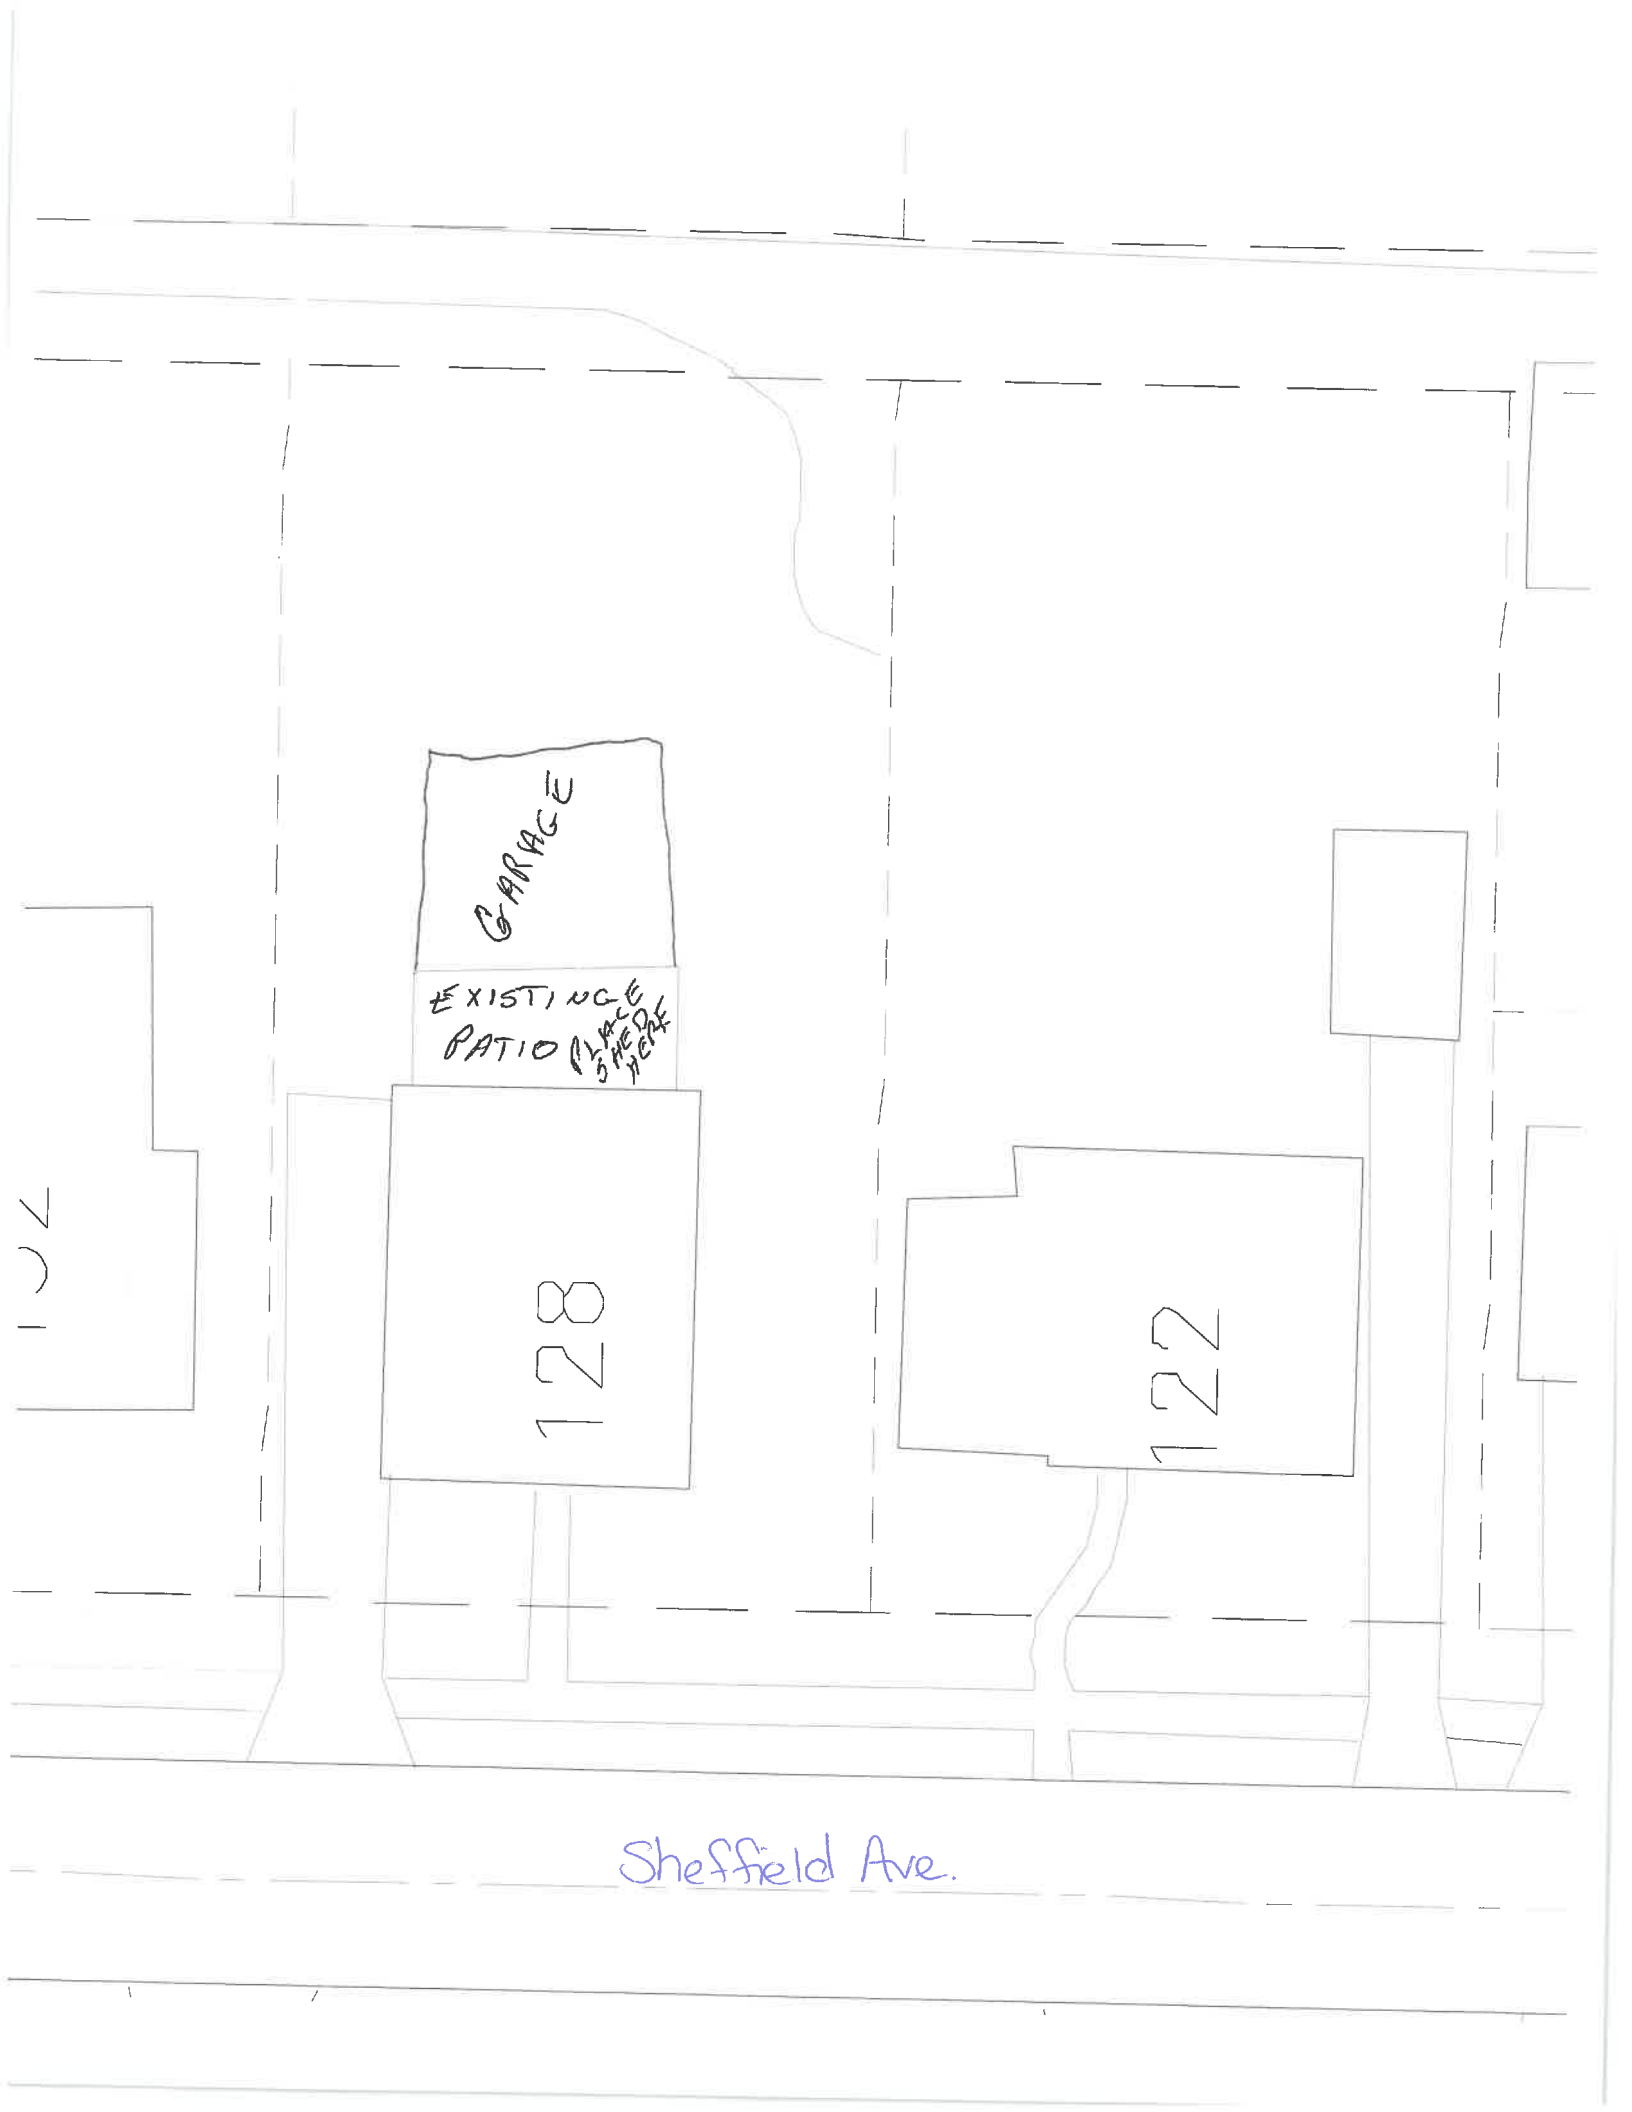 GARAGE
EXISTING
PATIO
PLACE
SHED
HERE
128
122
Sheffield Ave.